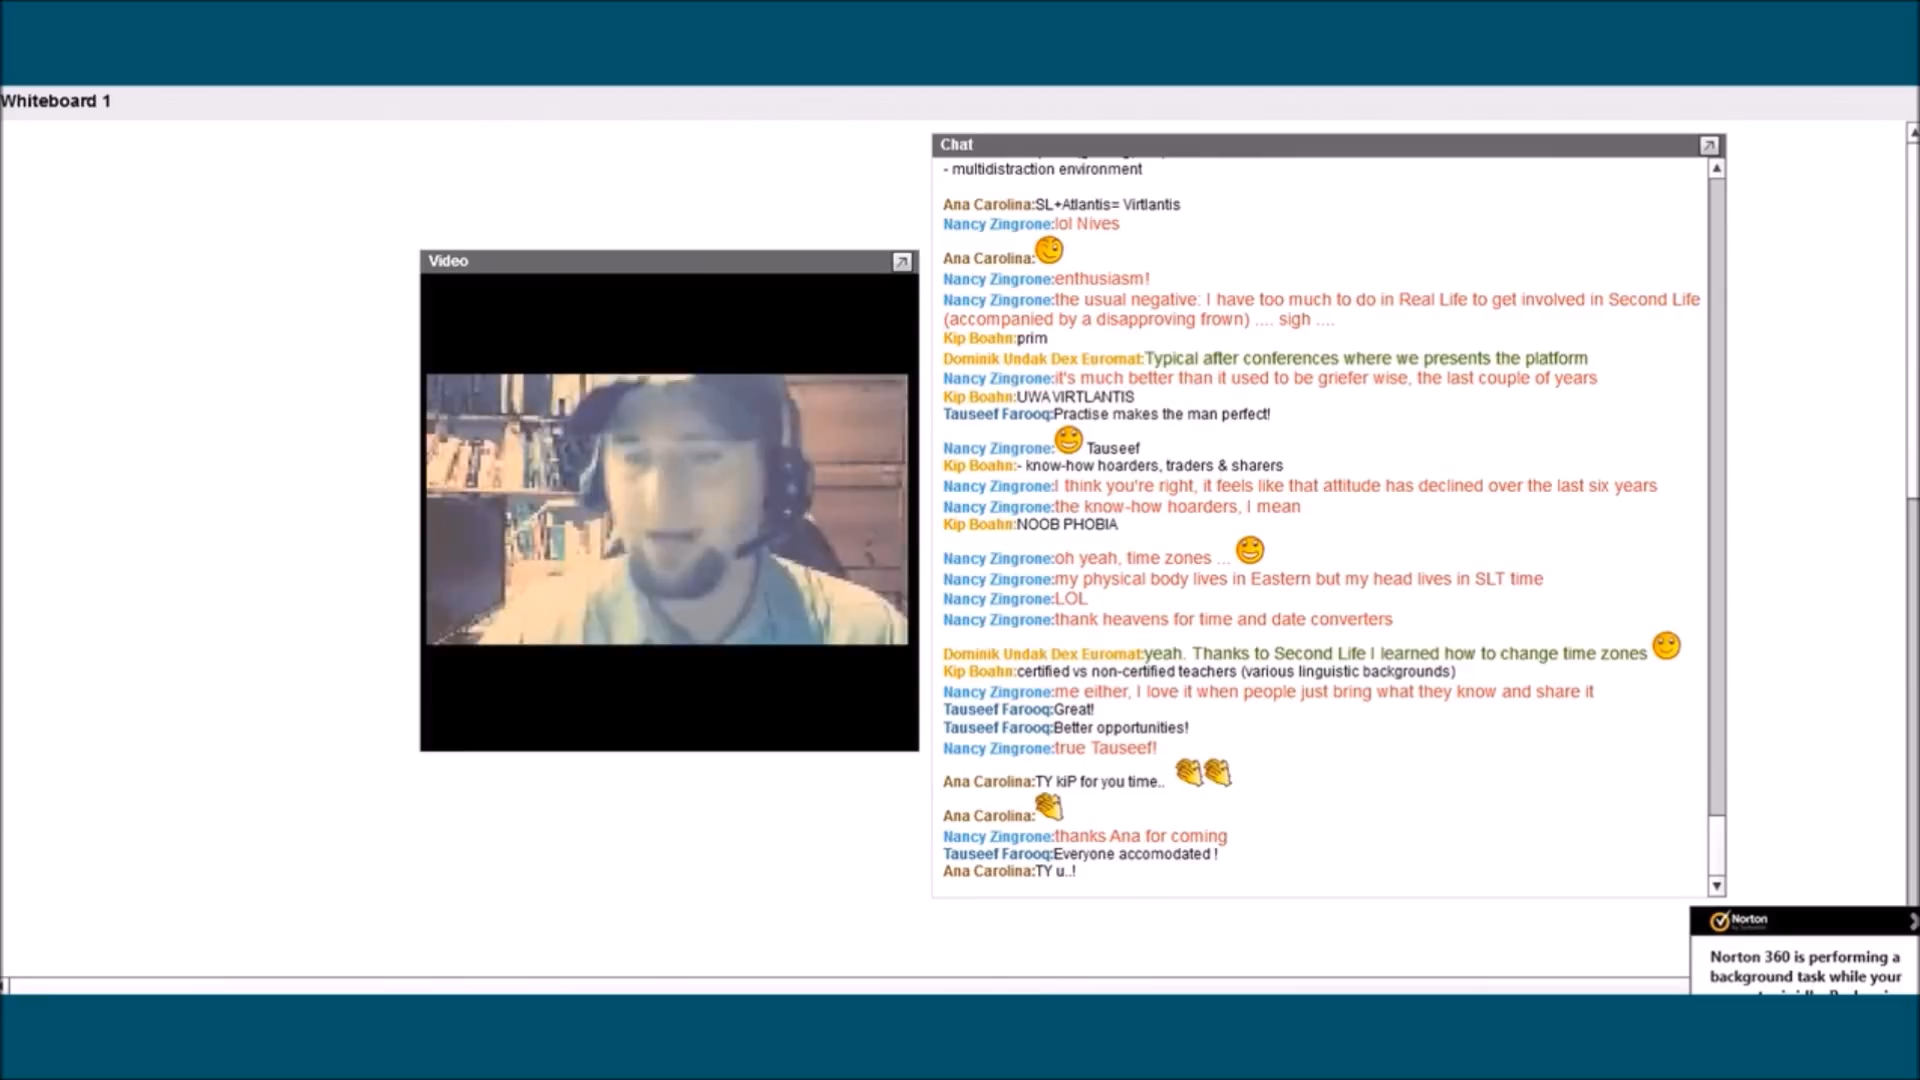 Whiteboard 1
Video
Chat
- multidistraction environment
Ana Carolina:SL+Atlantis= Virtlantis
Nancy Zingrone:lol Nives
Ana Carolina:
Nancy Zingrone:enthusiasm!
Nancy Zingrone:the usual negative: I have too much to do in Real Life to get involved in Second Life
(accompanied by a disapproving frown) .... sigh ....
Kip Boahn:prim
Dominik Undak Dex Euromat:Typical after conferences where we presents the platform
Nancy Zingrone:it's much better than it used to be griefer wise, the last couple of years
Kip Boahn:UWAVIRTLANTIS
Tauseef Farooq:Practise makes the man perfect!
Nancy Zingrone: Tauseef
Kip Boahn:- know-how hoarders, traders & sharers
Nancy Zingrone:I think you're right, it feels like that attitude has declined over the last six years
Nancy Zingrone:the know-how hoarders, I mean
Kip Boahn:NOOB PHOBIA
Nancy Zingrone:oh yeah, time zones ...
Nancy Zingrone:my physical body lives in Eastern but my head lives in SLT time
Nancy Zingrone:LOL
Nancy Zingrone:thank heavens for time and date converters
Dominik Undak Dex Euromat:yeah. Thanks to Second Life I learned how to change time zones
Kip Boahn:certified vs non-certified teachers (various linguistic backgrounds)
Nancy Zingrone:me either, I love it when people just bring what they know and share it
Tauseef Farooq:Great!
Tauseef Farooq:Better opportunities!
Nancy Zingrone:true Tauseef!
Ana Carolina:TY kiP for you time..
Ana Carolina:
Nancy Zingrone:thanks Ana for coming
Tauseef Farooq:Everyone accomodated !
Ana Carolina:TY u..!
Norton
Norton 360 is performing a
background task while your